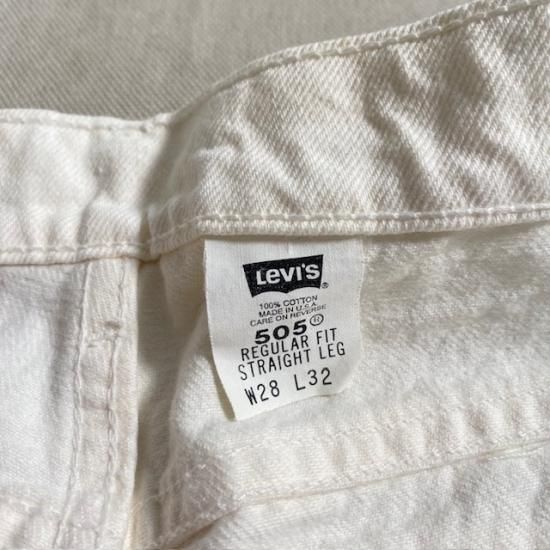 Levi's ®
100% COTTON
MADE IN U.S.A.
CARE ON REVERSE
505®
REGULAR FIT
STRAIGHT LEG
W28 L32